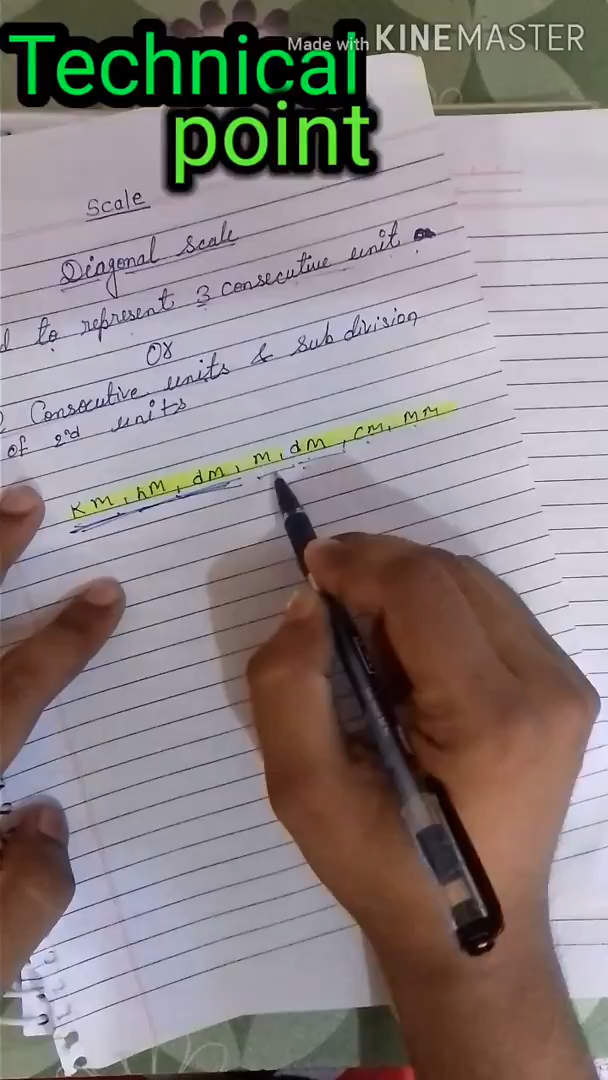 Made with KINEMASTER
Technical
point
Scale
Diagonal scale
d to represent 3 consecutive unit
Or
Consecutive units & sub division
of 2nd units
Km, hm, dm, m, dm, cm, mm